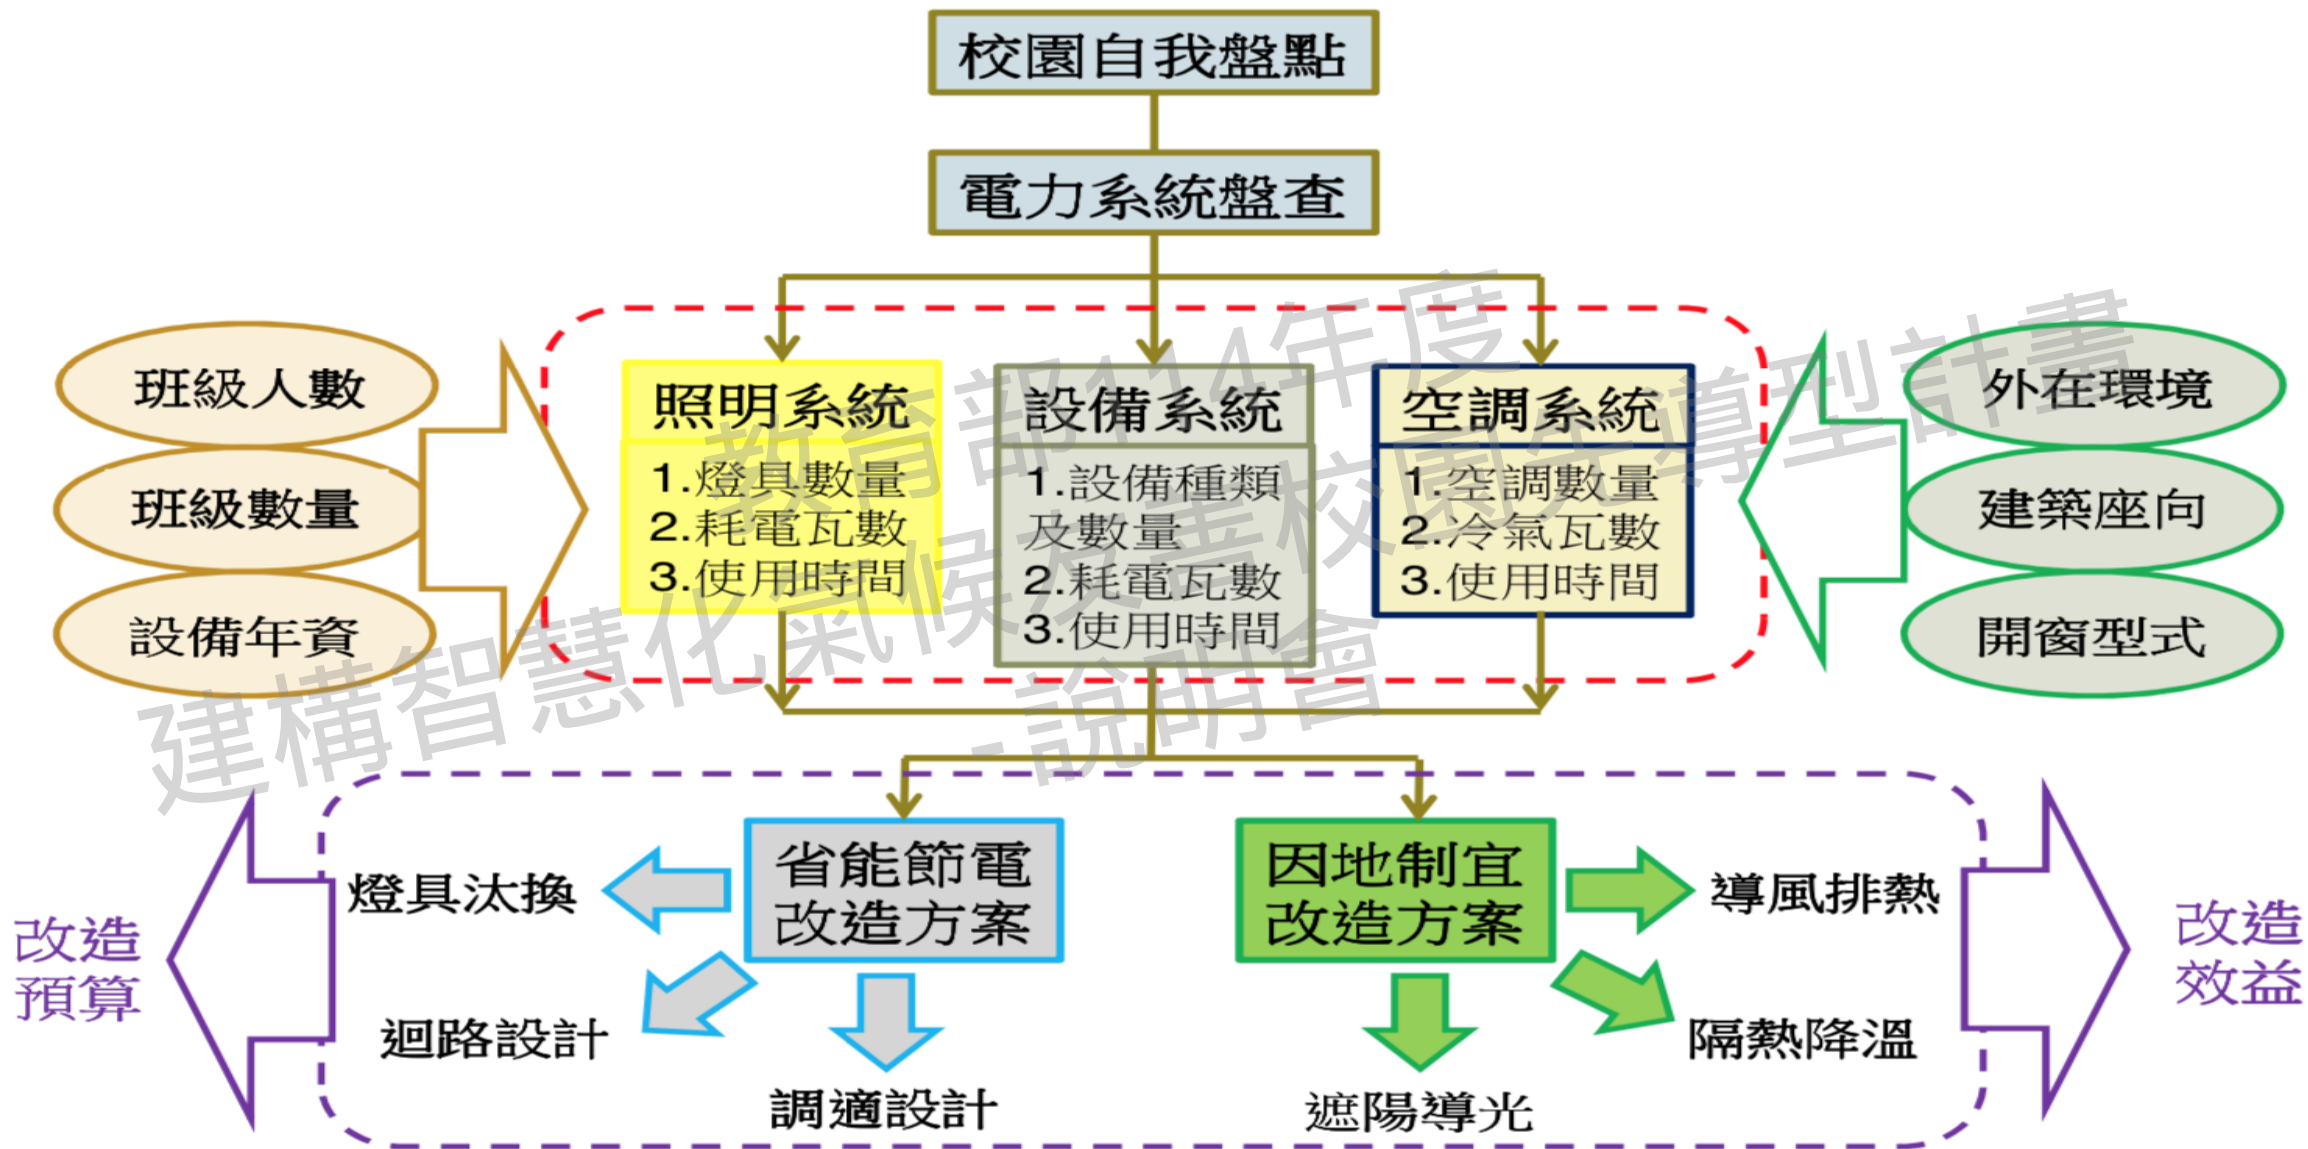 校園自我盤點
電力系統盤查
班級人數
班級數量
設備年資
照明系統
1.燈具數量
2.耗電瓦數
3.使用時間
設備系統
1.設備種類
及數量
2.耗電瓦數
3.使用時間
空調系統
1.空調數量
2.冷氣瓦數
3.使用時間
外在環境
建築座向
開窗型式
教育部114年度
建構智慧化氣候友善校園先導型計畫
-說明會
改造
預算
燈具汰換
迴路設計
調適設計
省能節電
改造方案
因地制宜
改造方案
導風排熱
隔熱降溫
遮陽導光
改造
效益